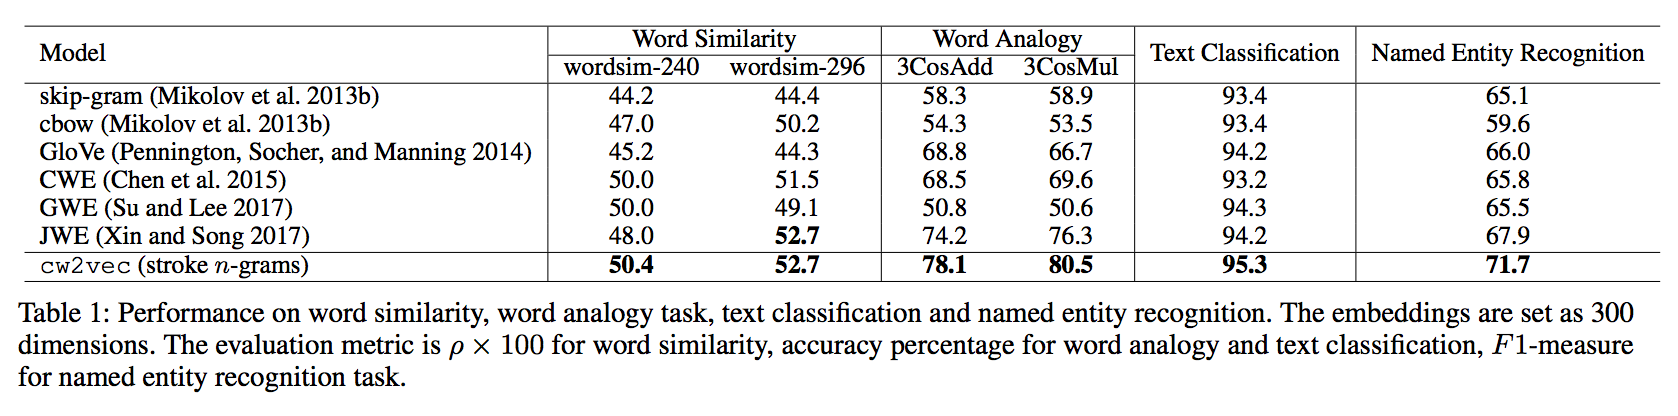 Model Word Similarity Word Analogy Text Classification Named Entity Recognition
wordsim-240 wordsim-296 3CosAdd 3CosMul
skip-gram (Mikolov et al. 2013b) 44.2 44.4 58.3 58.9 93.4 65.1
cbow (Mikolov et al. 2013b) 47.0 50.2 54.3 53.5 93.4 59.6
GloVe (Pennington, Socher, and Manning 2014) 45.2 44.3 68.8 66.7 94.2 66.0
CWE (Chen et al. 2015) 50.0 51.5 68.5 69.6 93.2 65.8
GWE (Su and Lee 2017) 50.0 49.1 50.8 50.6 94.3 65.5
JWE (Xin and Song 2017) 48.0 52.7 74.2 76.3 94.2 67.9
cw2vec (stroke n-grams) 50.4 52.7 78.1 80.5 95.3 71.7
Table 1: Performance on word similarity, word analogy task, text classification and named entity recognition. The embeddings are set as 300
dimensions. The evaluation metric is ρ × 100 for word similarity, accuracy percentage for word analogy and text classification, F1-measure
for named entity recognition task.